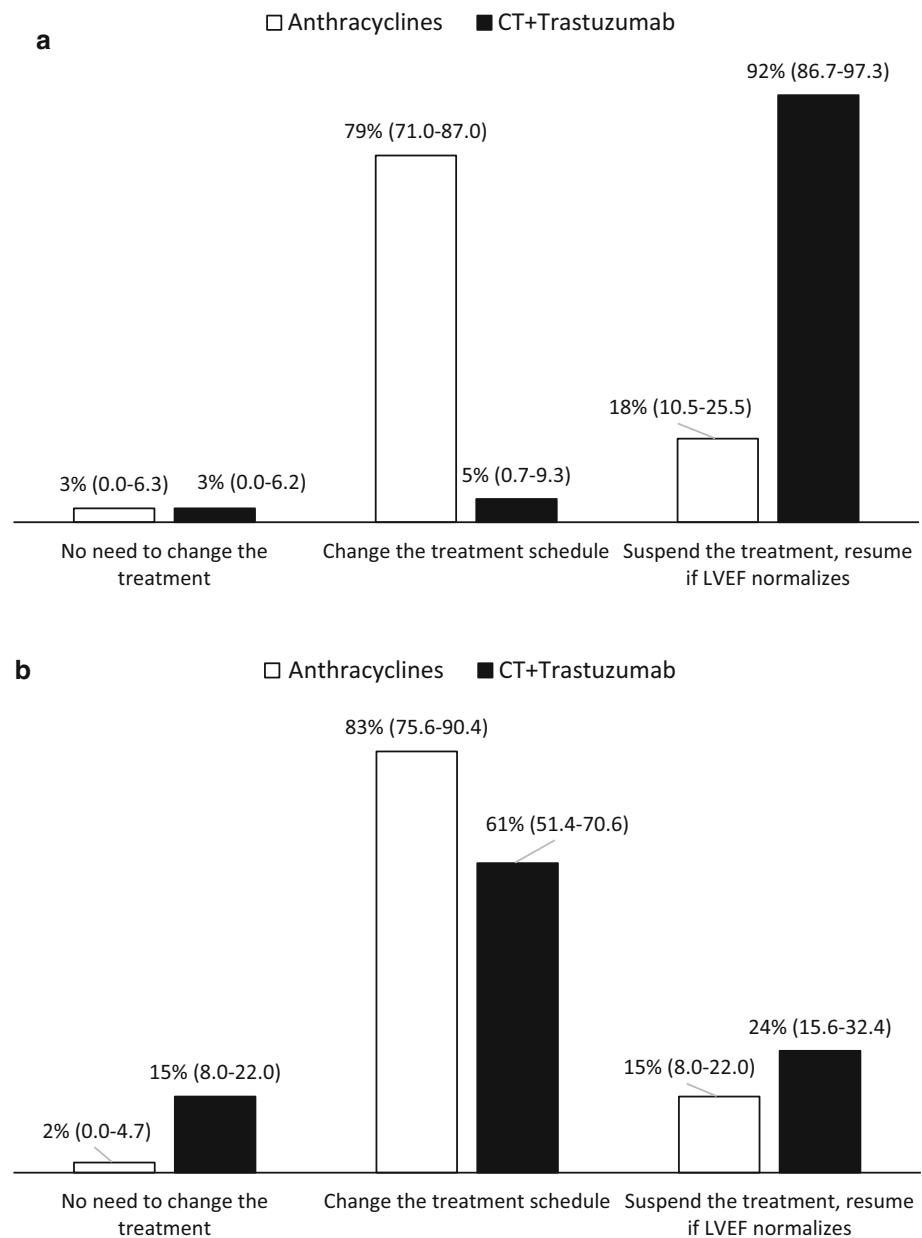 Anthracyclines CT+Trastuzumab
a
92% (86.7-97.3)
79% (71.0-87.0)
18% (10.5-25.5)
3% (0.0-6.3) 3% (0.0-6.2) 5% (0.7-9.3)
No need to change the Change the treatment schedule Suspend the treatment, resume
treatment if LVEF normalizes
b
Anthracyclines CT+Trastuzumab
83% (75.6-90.4)
61% (51.4-70.6)
24% (15.6-32.4)
15% (8.0-22.0) 15% (8.0-22.0)
2% (0.0-4.7)
No need to change the Change the treatment schedule Suspend the treatment, resume
treatment if LVEF normalizes